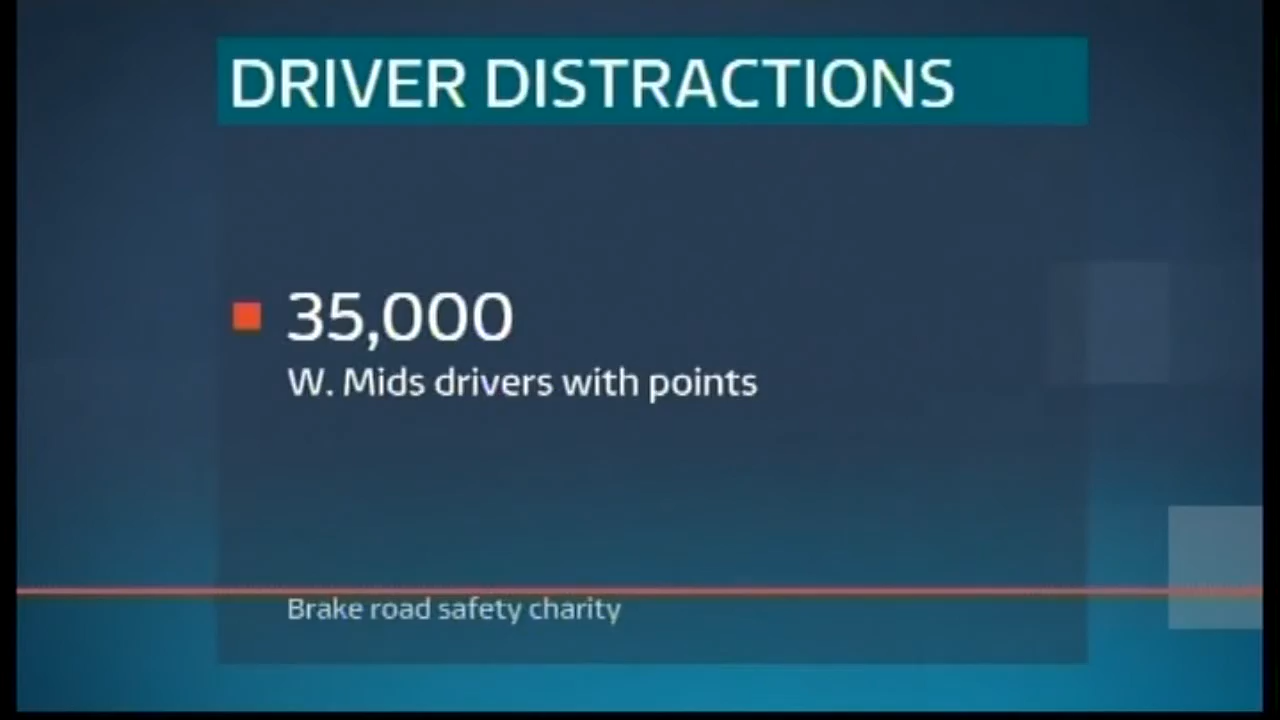 DRIVER DISTRACTIONS
35,000
W. Mids drivers with points
Brake road safety charity